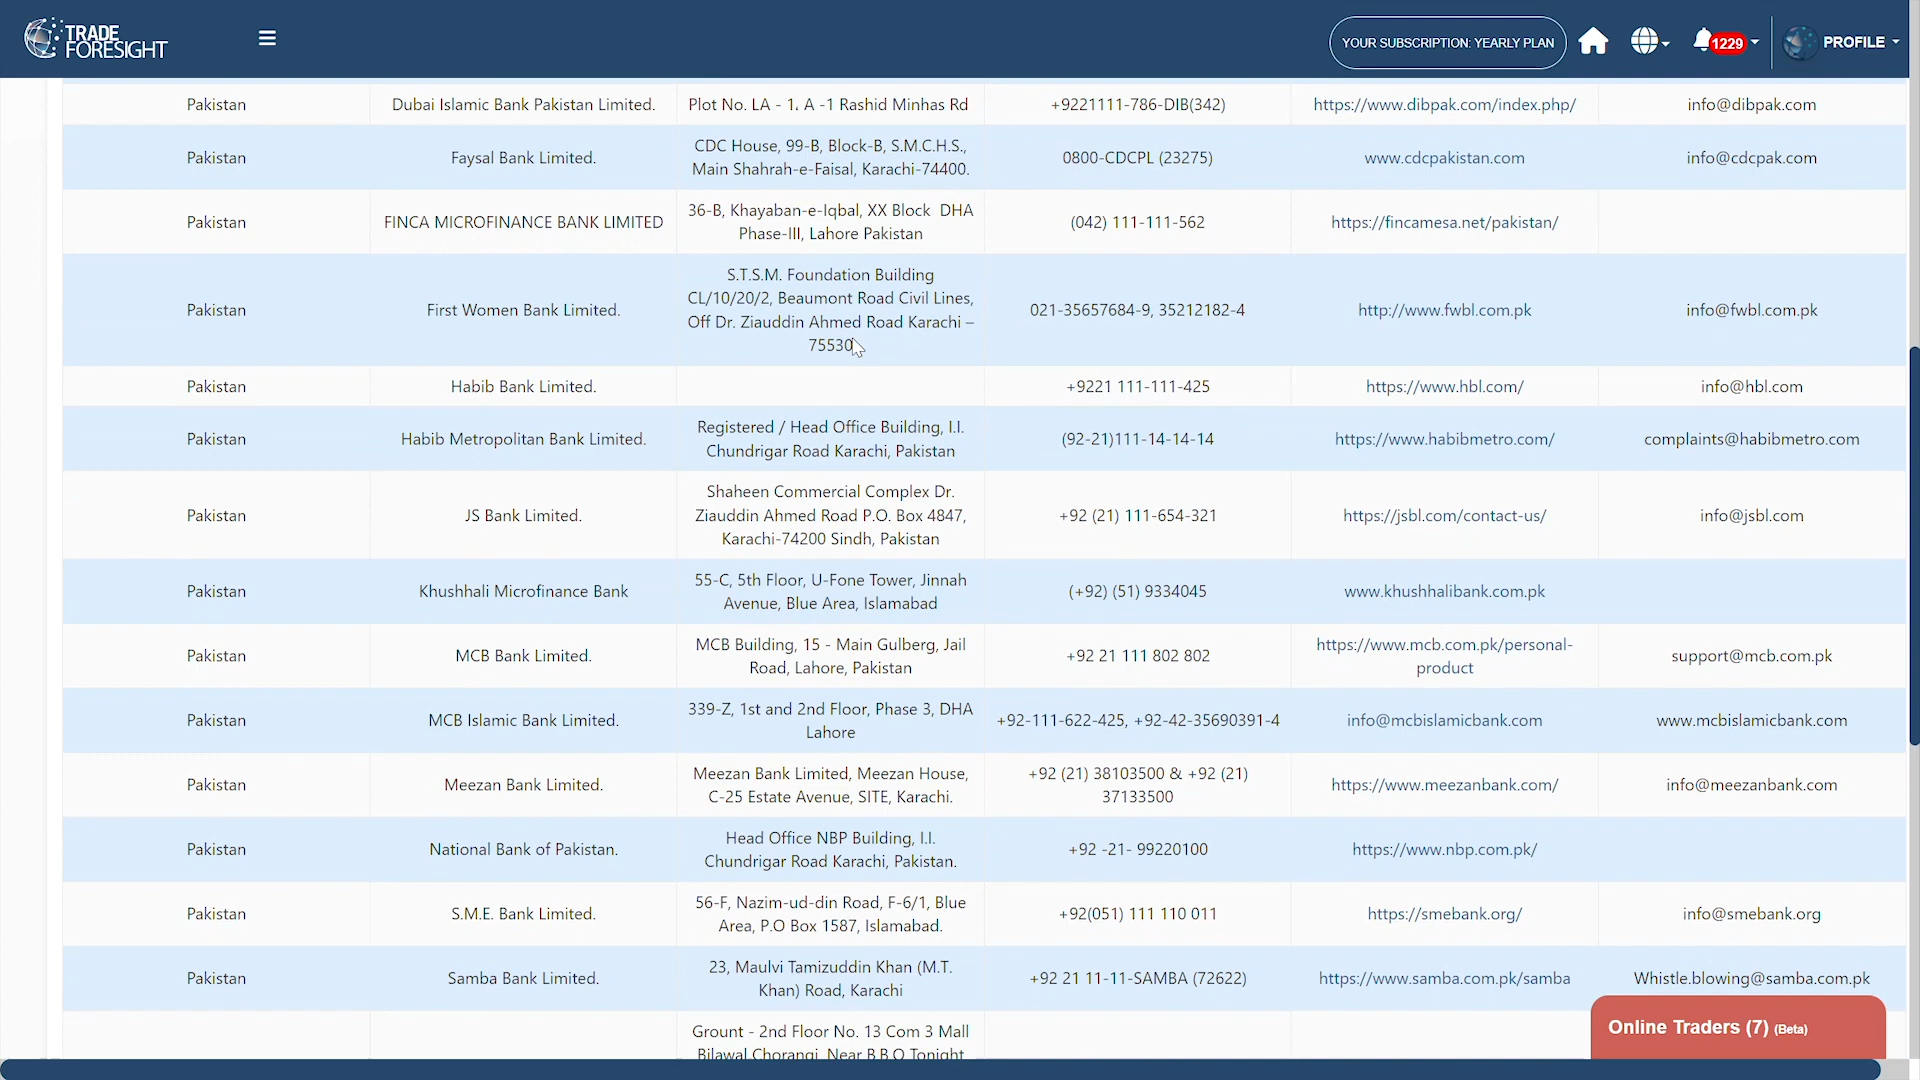 TRADE
FORESIGHT
YOUR SUBSCRIPTION: YEARLY PLAN
1229
PROFILE
Pakistan Dubai Islamic Bank Pakistan Limited. Plot No. LA - 1. A -1 Rashid Minhas Rd +9221111-786-DIB(342) https://www.dibpak.com/index.php/ info@dibpak.com
CDC House, 99-B, Block-B, S.M.C.H.S.,
Pakistan Faysal Bank Limited. 0800-CDCPL (23275) www.cdcpakistan.com info@cdcpak.com
Main Shahrah-e-Faisal, Karachi-74400.
36-B, Khayaban-e-Iqbal, XX Block DHA
Pakistan FINCA MICROFINANCE BANK LIMITED (042) 111-111-562 https://fincamesa.net/pakistan/
Phase-III, Lahore Pakistan
S.T.S.M. Foundation Building
CL/10/20/2, Beaumont Road Civil Lines,
Pakistan First Women Bank Limited. 021-35657684-9, 35212182-4 http://www.fwbl.com.pk info@fwbl.com.pk
Off Dr. Ziauddin Ahmed Road Karachi –
75530
Pakistan Habib Bank Limited. +9221 111-111-425 https://www.hbl.com/ info@hbl.com
Registered / Head Office Building, I.I.
Pakistan Habib Metropolitan Bank Limited. (92-21)111-14-14-14 https://www.habibmetro.com/ complaints@habibmetro.com
Chundrigar Road Karachi, Pakistan
Shaheen Commercial Complex Dr.
Pakistan JS Bank Limited. Ziauddin Ahmed Road P.O. Box 4847, +92 (21) 111-654-321 https://jsbl.com/contact-us/ info@jsbl.com
Karachi-74200 Sindh, Pakistan
55-C, 5th Floor, U-Fone Tower, Jinnah
Pakistan Khushhali Microfinance Bank (+92) (51) 9334045 www.khushhalibank.com.pk
Avenue, Blue Area, Islamabad
MCB Building, 15 - Main Gulberg, Jail https://www.mcb.com.pk/personal-
Pakistan MCB Bank Limited. +92 21 111 802 802 support@mcb.com.pk
Road, Lahore, Pakistan product
339-Z, 1st and 2nd Floor, Phase 3, DHA
Pakistan MCB Islamic Bank Limited. +92-111-622-425, +92-42-35690391-4 info@mcbislamicbank.com www.mcbislamicbank.com
Lahore
Meezan Bank Limited, Meezan House, +92 (21) 38103500 & +92 (21)
Pakistan Meezan Bank Limited. https://www.meezanbank.com/ info@meezanbank.com
C-25 Estate Avenue, SITE, Karachi. 37133500
Head Office NBP Building, I.I.
Pakistan National Bank of Pakistan. +92 -21- 99220100 https://www.nbp.com.pk/
Chundrigar Road Karachi, Pakistan.
56-F, Nazim-ud-din Road, F-6/1, Blue
Pakistan S.M.E. Bank Limited. +92(051) 111 110 011 https://smebank.org/ info@smebank.org
Area, P.O Box 1587, Islamabad.
23, Maulvi Tamizuddin Khan (M.T.
Pakistan Samba Bank Limited. +92 21 11-11-SAMBA (72622) https://www.samba.com.pk/samba Whistle.blowing@samba.com.pk
Khan) Road, Karachi
Grount - 2nd Floor No. 13 Com 3 Mall
Bilawal Chorangi, Near B.B.Q Tonight
Online Traders (7) (Beta)